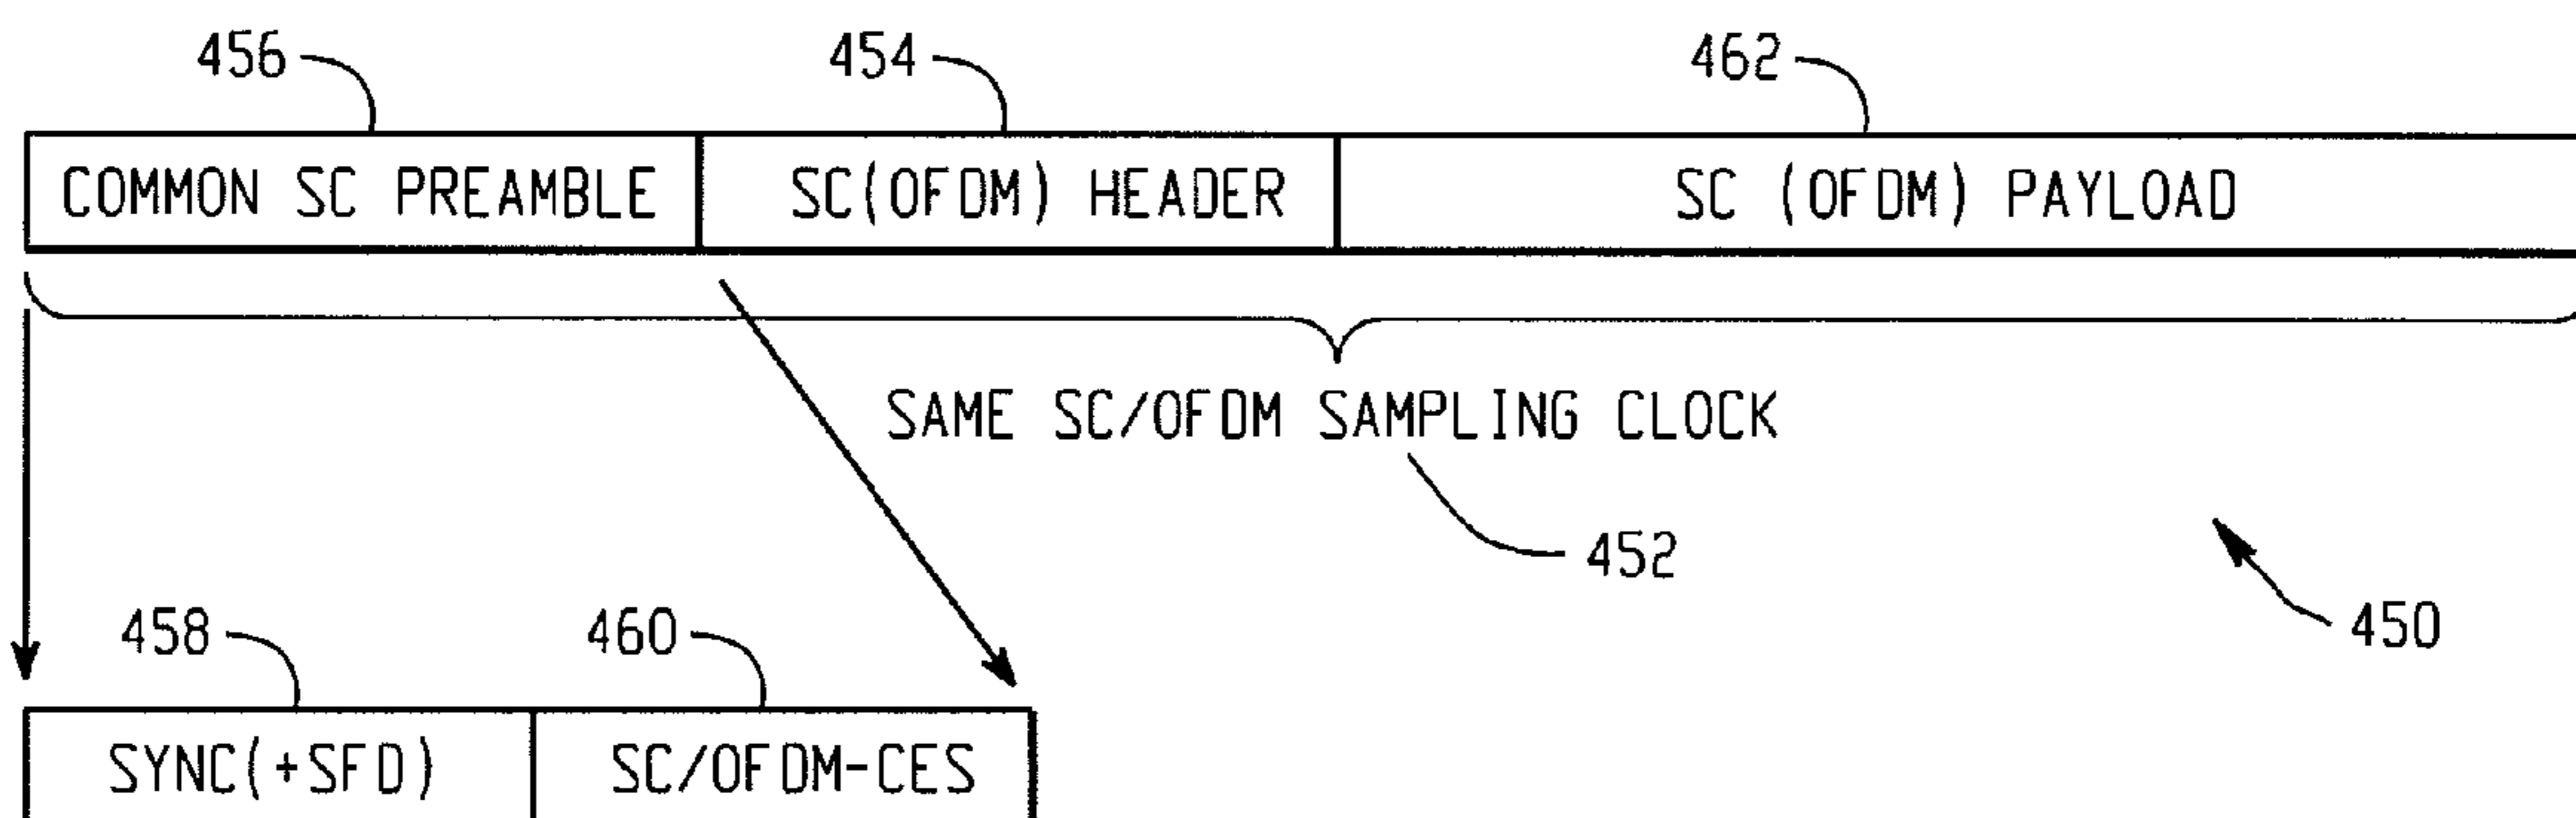 456 454 462
COMMON SC PREAMBLE SC(OFDM) HEADER SC (OFDM) PAYLOAD
SAME SC/OFDM SAMPLING CLOCK
452
450
458 460
SYNC(+SFD) SC/OFDM-CES